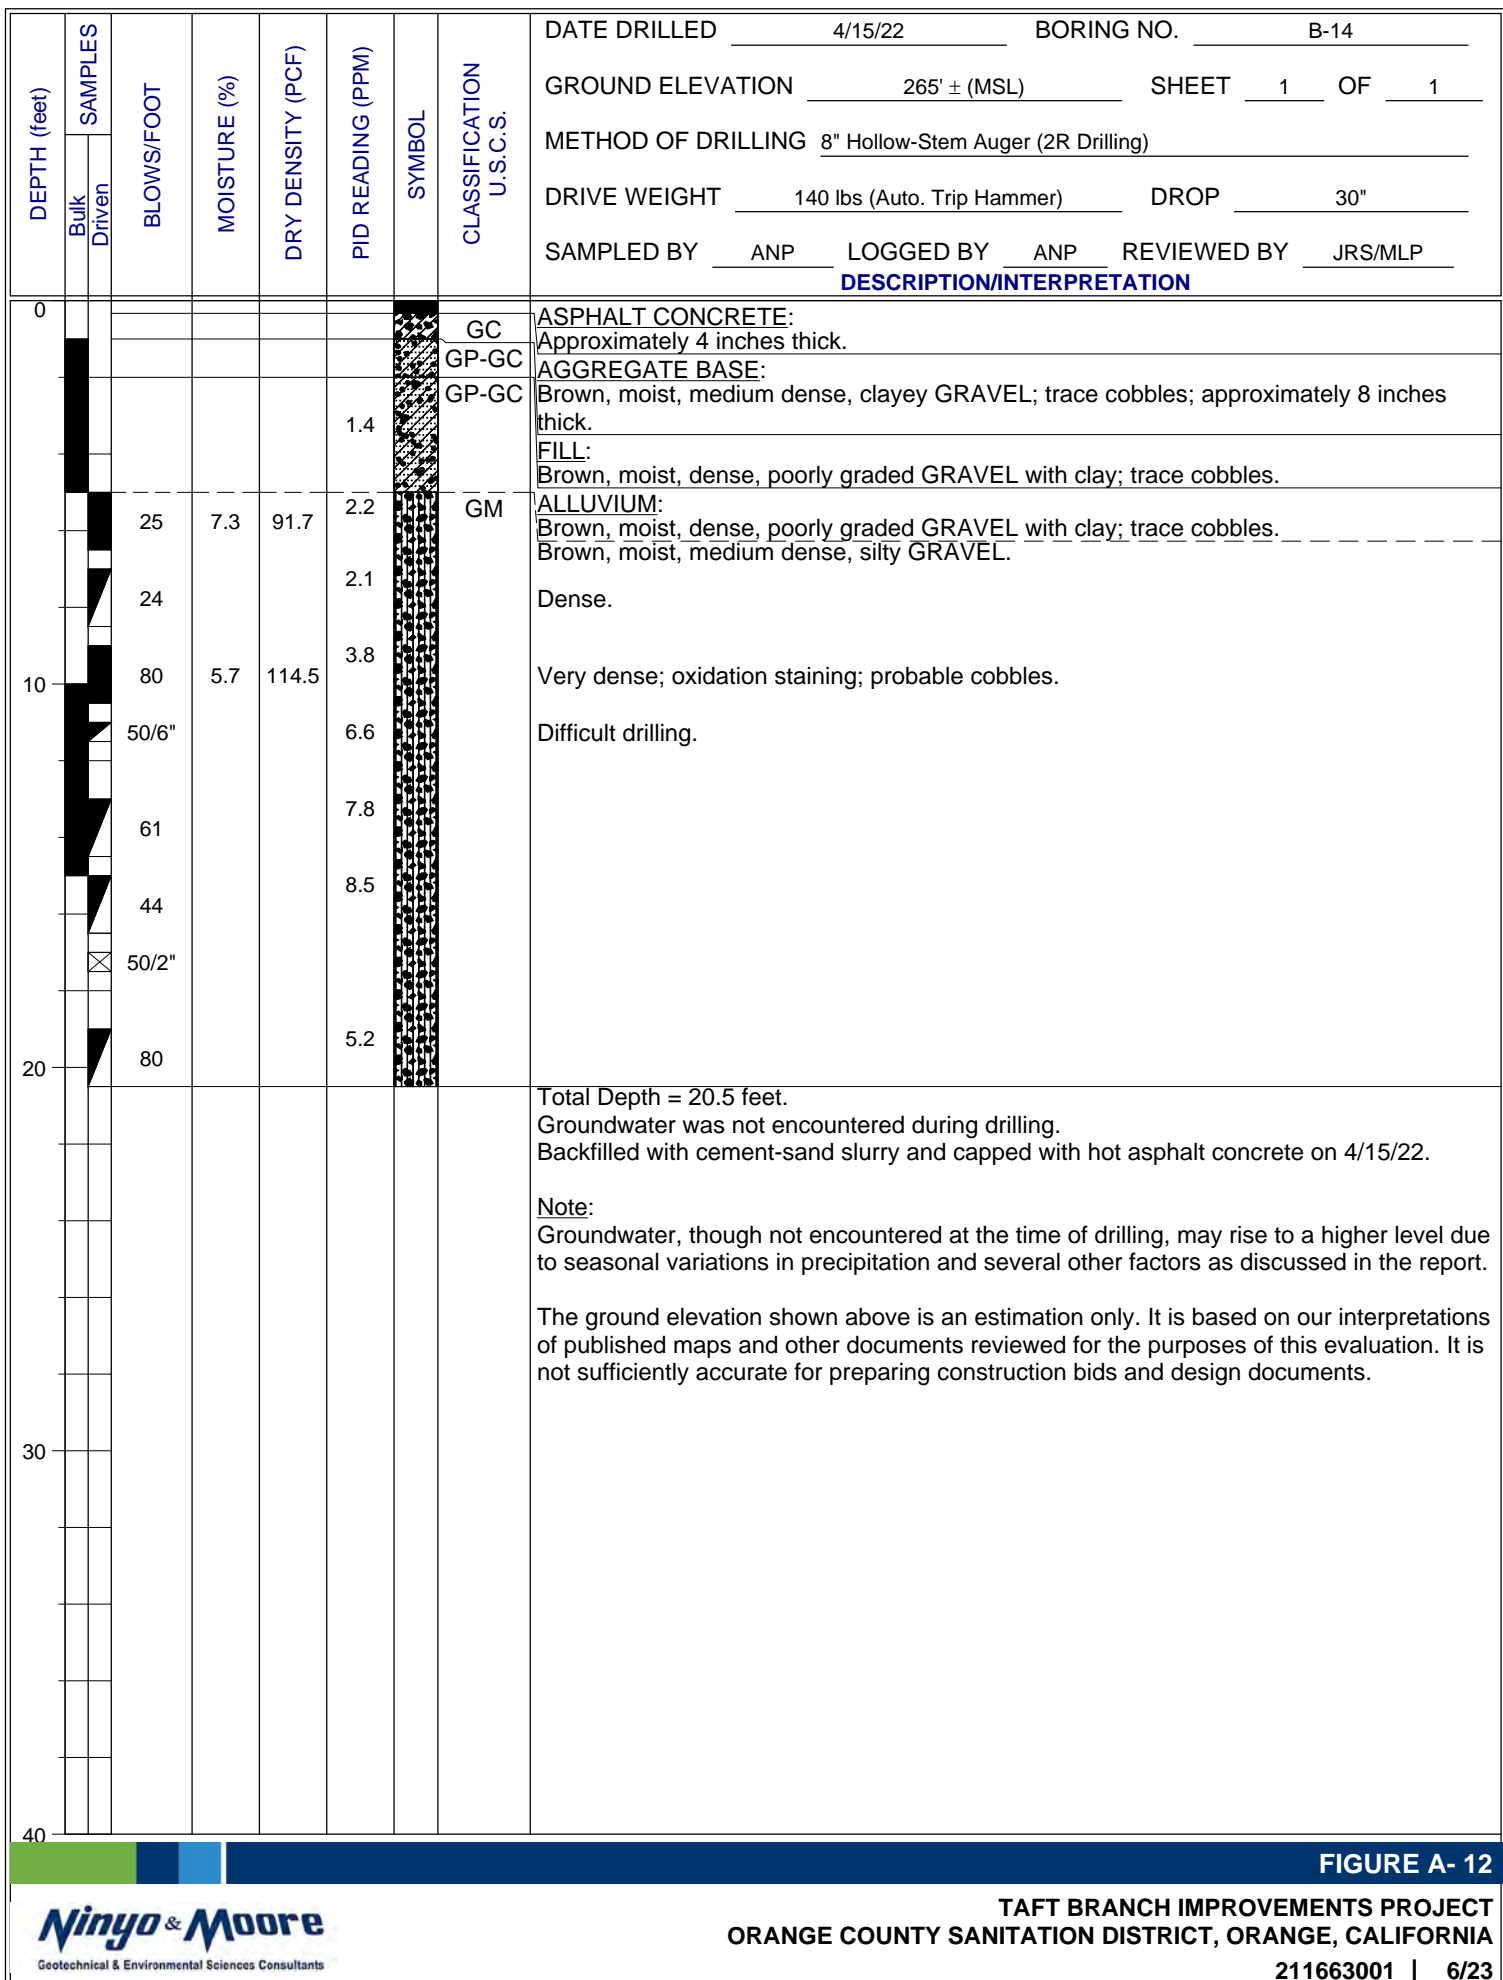 DEPTH (feet)
SAMPLES
Bulk
Driven
BLOWS/FOOT
MOISTURE (%)
DRY DENSITY (PCF)
PID READING (PPM)
SYMBOL
CLASSIFICATION
U.S.C.S.
DATE DRILLED 4/15/22 BORING NO. B-14
GROUND ELEVATION 265' ± (MSL) SHEET 1 OF 1
METHOD OF DRILLING 8" Hollow-Stem Auger (2R Drilling)
DRIVE WEIGHT 140 lbs (Auto. Trip Hammer) DROP 30"
SAMPLED BY ANP LOGGED BY ANP REVIEWED BY JRS/MLP
DESCRIPTION/INTERPRETATION
0
GC
ASPHALT CONCRETE:
Approximately 4 inches thick.
GP-GC
AGGREGATE BASE:
GP-GC
Brown, moist, medium dense, clayey GRAVEL; trace cobbles; approximately 8 inches
thick.
1.4
FILL:
Brown, moist, dense, poorly graded GRAVEL with clay; trace cobbles.
25 7.3 91.7 2.2 GM
ALLUVIUM:
Brown, moist, dense, poorly graded GRAVEL with clay; trace cobbles.
Brown, moist, medium dense, silty GRAVEL.
24 2.1 Dense.
10 80 5.7 114.5 3.8 Very dense; oxidation staining; probable cobbles.
50/6" 6.6 Difficult drilling.
61 7.8
44 8.5
50/2"
20 80 5.2
Total Depth = 20.5 feet.
Groundwater was not encountered during drilling.
Backfilled with cement-sand slurry and capped with hot asphalt concrete on 4/15/22.
Note:
Groundwater, though not encountered at the time of drilling, may rise to a higher level due
to seasonal variations in precipitation and several other factors as discussed in the report.
The ground elevation shown above is an estimation only. It is based on our interpretations
of published maps and other documents reviewed for the purposes of this evaluation. It is
not sufficiently accurate for preparing construction bids and design documents.
30
40
FIGURE A- 12
Ninyo & Moore
Geotechnical & Environmental Sciences Consultants
TAFT BRANCH IMPROVEMENTS PROJECT
ORANGE COUNTY SANITATION DISTRICT, ORANGE, CALIFORNIA
211663001 | 6/23